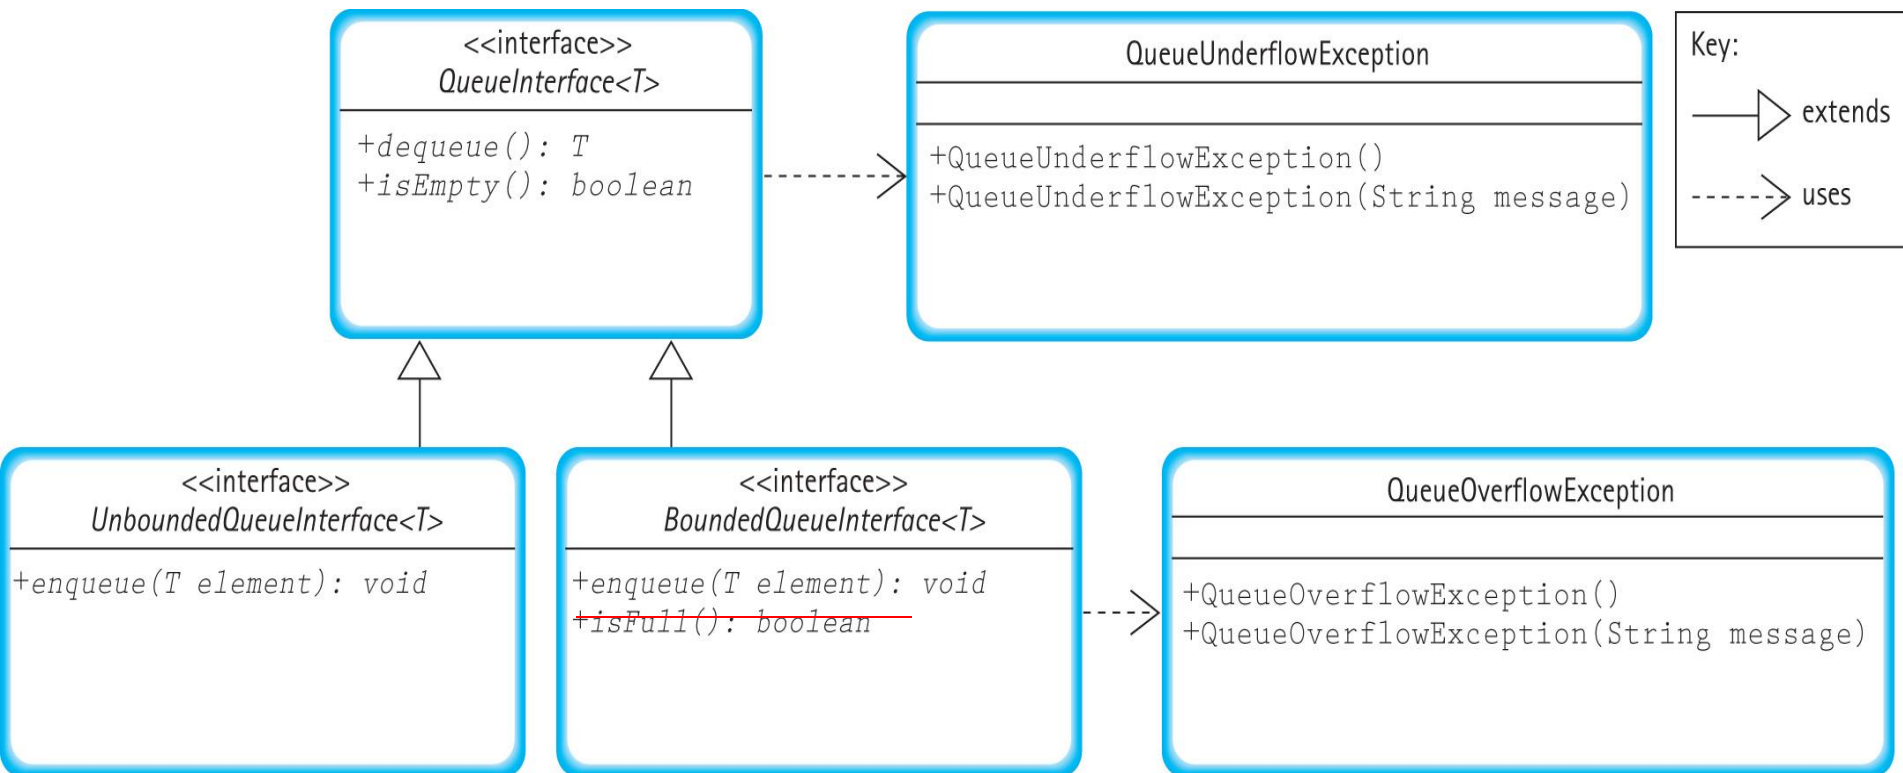 <<interface>>
QueueInterface<T>
+dequeue(): T
+isEmpty(): boolean
QueueUnderflowException
+QueueUnderflowException()
+QueueUnderflowException(String message)
Key:
extends
uses
<<interface>>
UnboundedQueueInterface<T>
+enqueue(T element): void
<<interface>>
BoundedQueueInterface<T>
+enqueue(T element): void
+isFull(): boolean
QueueOverflowException
+QueueOverflowException()
+QueueOverflowException(String message)